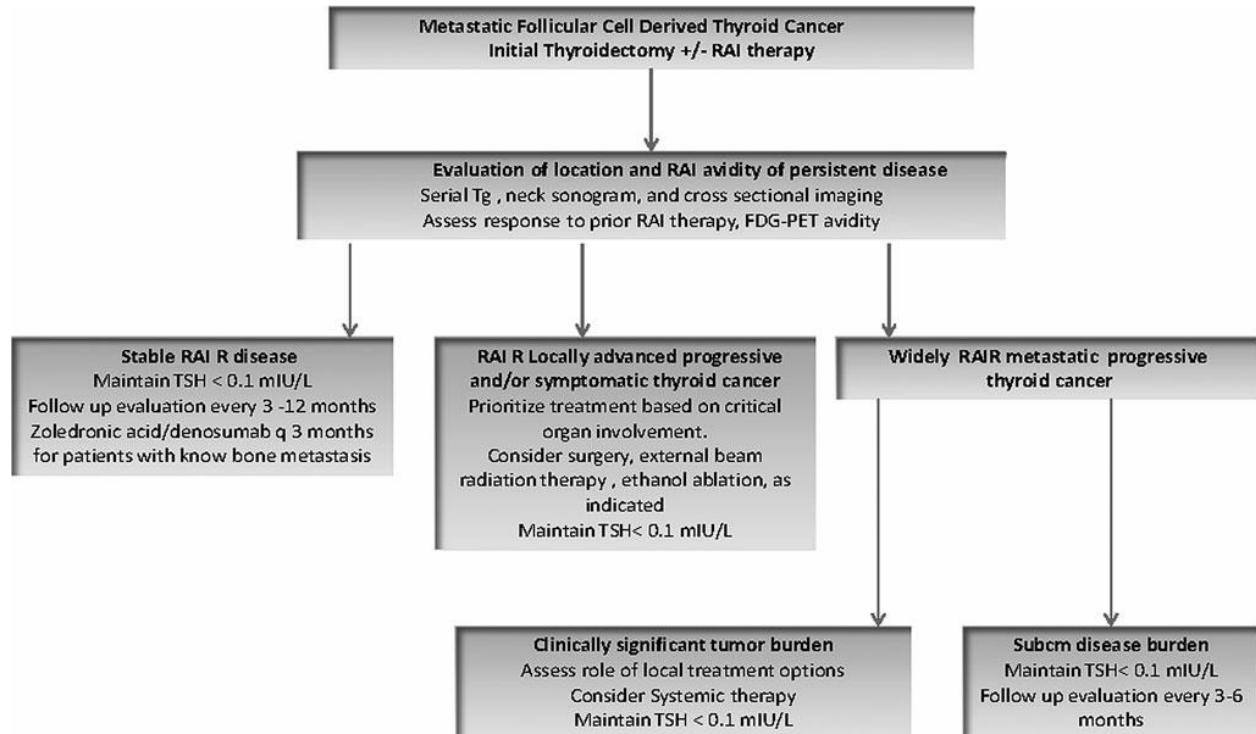 Metastatic Follicular Cell Derived Thyroid Cancer
Initial Thyroidectomy +/- RAI therapy
Evaluation of location and RAI avidity of persistent disease
Serial Tg , neck sonogram, and cross sectional imaging
Assess response to prior RAI therapy, FDG-PET avidity
Stable RAI R disease
Maintain TSH < 0.1 mIU/L
Follow up evaluation every 3 -12 months
Zoledronic acid/denosumab q 3 months
for patients with know bone metastasis
RAI R Locally advanced progressive
and/or symptomatic thyroid cancer
Prioritize treatment based on critical
organ involvement.
Consider surgery, external beam
radiation therapy , ethanol ablation, as
indicated
Maintain TSH< 0.1 mIU/L
Widely RAIR metastatic progressive
thyroid cancer
Clinically significant tumor burden
Assess role of local treatment options
Consider Systemic therapy
Maintain TSH < 0.1 mIU/L
Subcm disease burden
Maintain TSH< 0.1 mIU/L
Follow up evaluation every 3-6
months